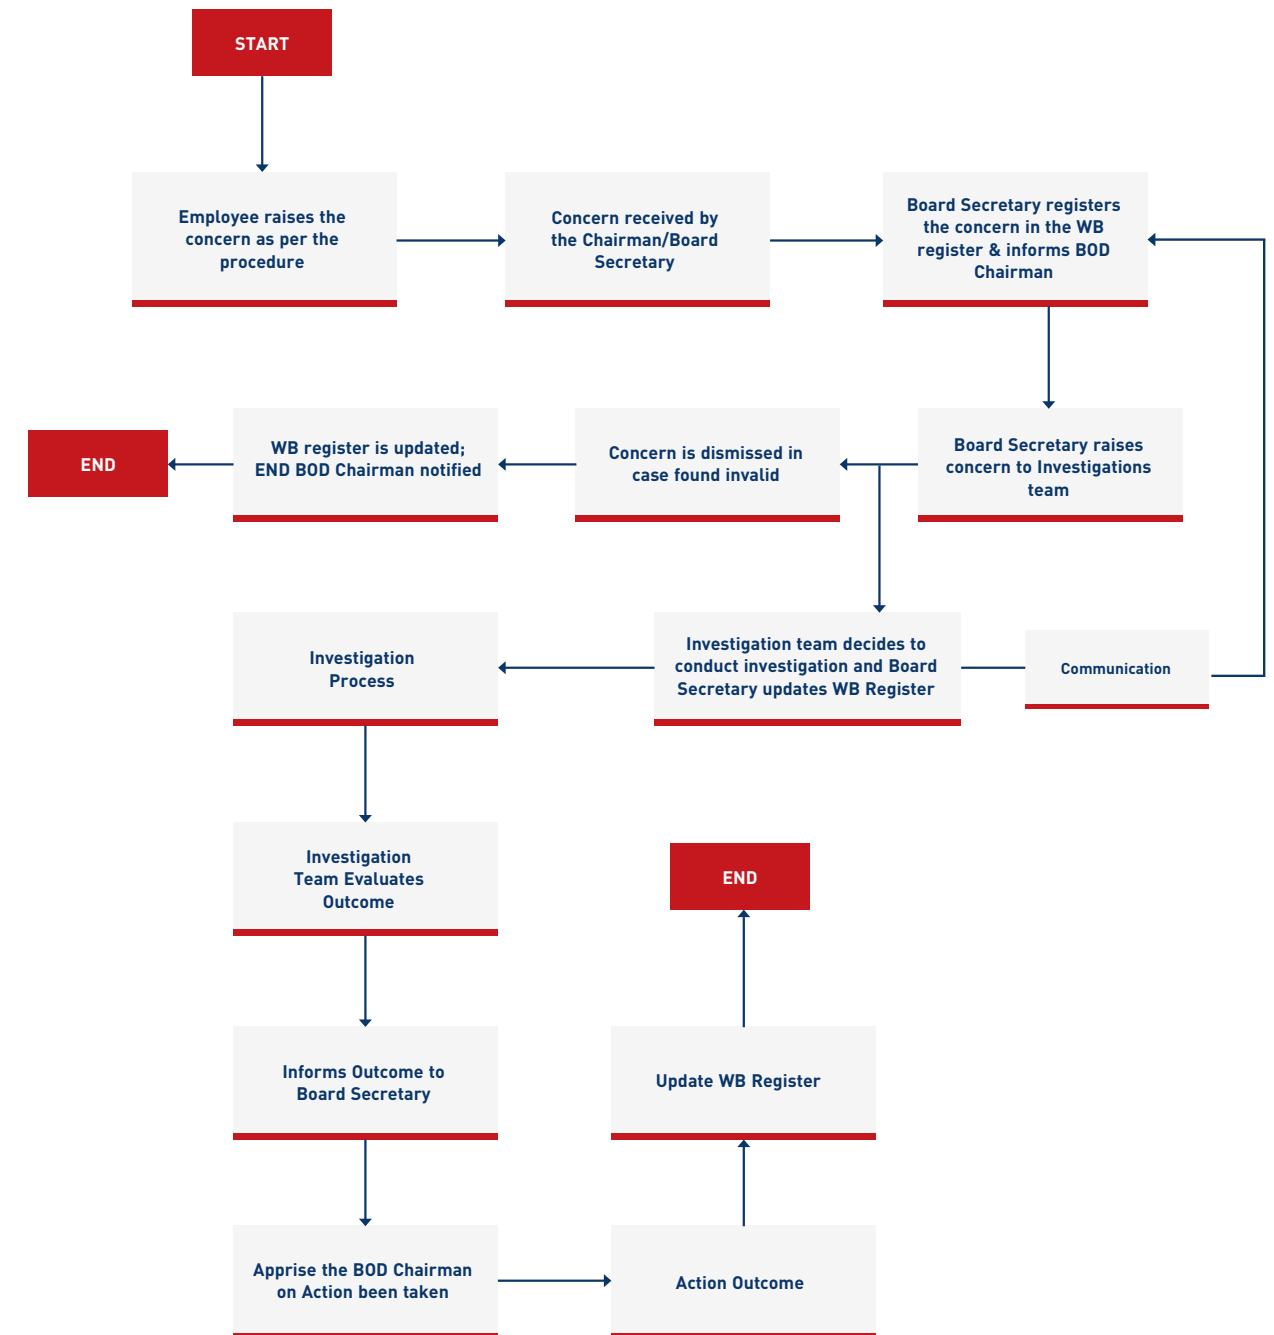 START
Employee raises the
concern as per the
procedure
Concern received by
the Chairman/Board
Secretary
Board Secretary registers
the concern in the WB
register & informs BOD
Chairman
END
WB register is updated;
END BOD Chairman notified
Concern is dismissed in
case found invalid
Board Secretary raises
concern to Investigations
team
Investigation
Process
Investigation team decides to
conduct investigation and Board
Secretary updates WB Register
Communication
Investigation
Team Evaluates
Outcome
END
Informs Outcome to
Board Secretary
Update WB Register
Apprise the BOD Chairman
on Action been taken
Action Outcome